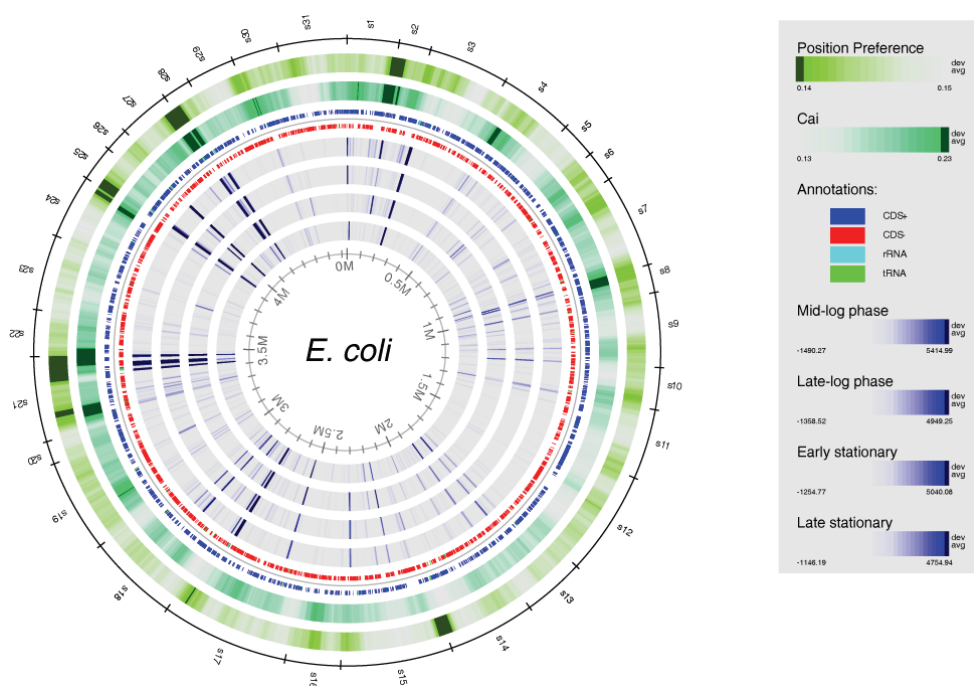 s1
s2
s3
s4
s5
s6
s7
s8
s9
s10
s11
s12
s13
s14
s15
s16
s17
s18
s19
s20
s21
s22
s23
s24
s25
s26
s27
s28
s29
s30
s31
0M
0.5M
1M
1.5M
2M
2.5M
3M
3.5M
4M
E. coli
Position Preference
dev
avg
0.14 0.15
Cai
dev
avg
0.13 0.23
Annotations:
CDS+
CDS-
rRNA
tRNA
Mid-log phase
dev
avg
-1490.27 5414.99
Late-log phase
dev
avg
-1358.52 4949.25
Early stationary
dev
avg
-1254.77 5040.08
Late stationary
dev
avg
-1146.19 4754.94